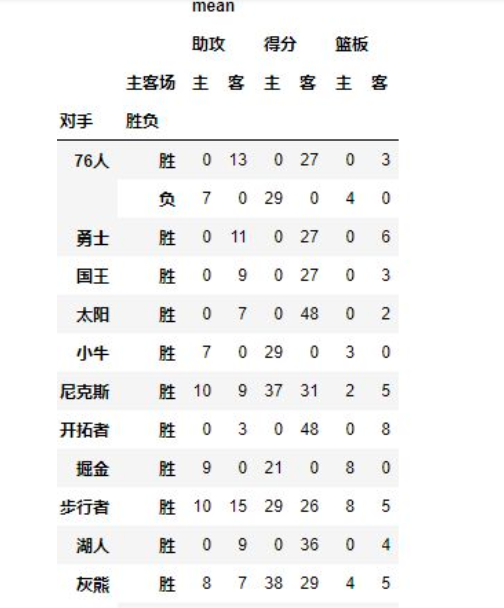 mean
助攻 得分 篮板
主客场 主 客 主 客 主 客
对手 胜负
76人 胜 0 13 0 27 0 3
负 7 0 29 0 4 0
勇士 胜 0 11 0 27 0 6
国王 胜 0 9 0 27 0 3
太阳 胜 0 7 0 48 0 2
小牛 胜 7 0 29 0 3 0
尼克斯 胜 10 9 37 31 2 5
开拓者 胜 0 3 0 48 0 8
掘金 胜 9 0 21 0 8 0
步行者 胜 10 15 29 26 8 5
湖人 胜 0 9 0 36 0 4
灰熊 胜 8 7 38 29 4 5